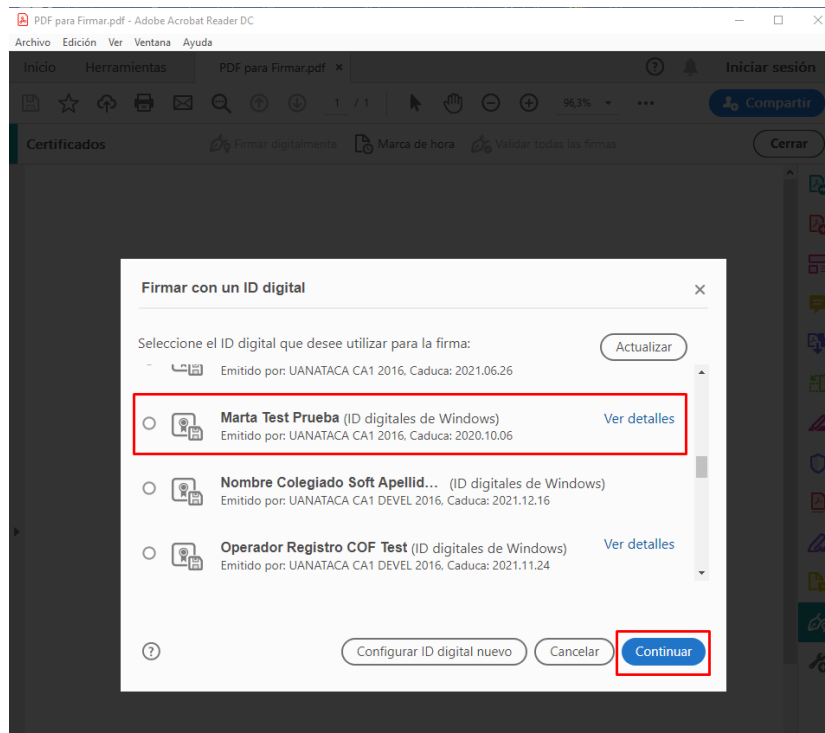 PDF para Firmar.pdf - Adobe Acrobat Reader DC
Archivo Edición Ver Ventana Ayuda
Inicio Herramientas PDF para Firmar.pdf × Iniciar sesión
1 / 1 96,3% Compartir
Certificados Firmar digitalmente Marca de hora Validar todas las firmas Cerrar
Firmar con un ID digital
Seleccione el ID digital que desee utilizar para la firma: Actualizar
Emitido por: UANATACA CA1 2016, Caduca: 2021.06.26
Marta Test Prueba (ID digitales de Windows) Ver detalles
Emitido por: UANATACA CA1 2016, Caduca: 2020.10.06
Nombre Colegiado Soft Apellid... (ID digitales de Windows)
Emitido por: UANATACA CA1 DEVEL 2016, Caduca: 2021.12.16
Operador Registro COF Test (ID digitales de Windows) Ver detalles
Emitido por: UANATACA CA1 DEVEL 2016, Caduca: 2021.11.24
Configurar ID digital nuevo Cancelar Continuar